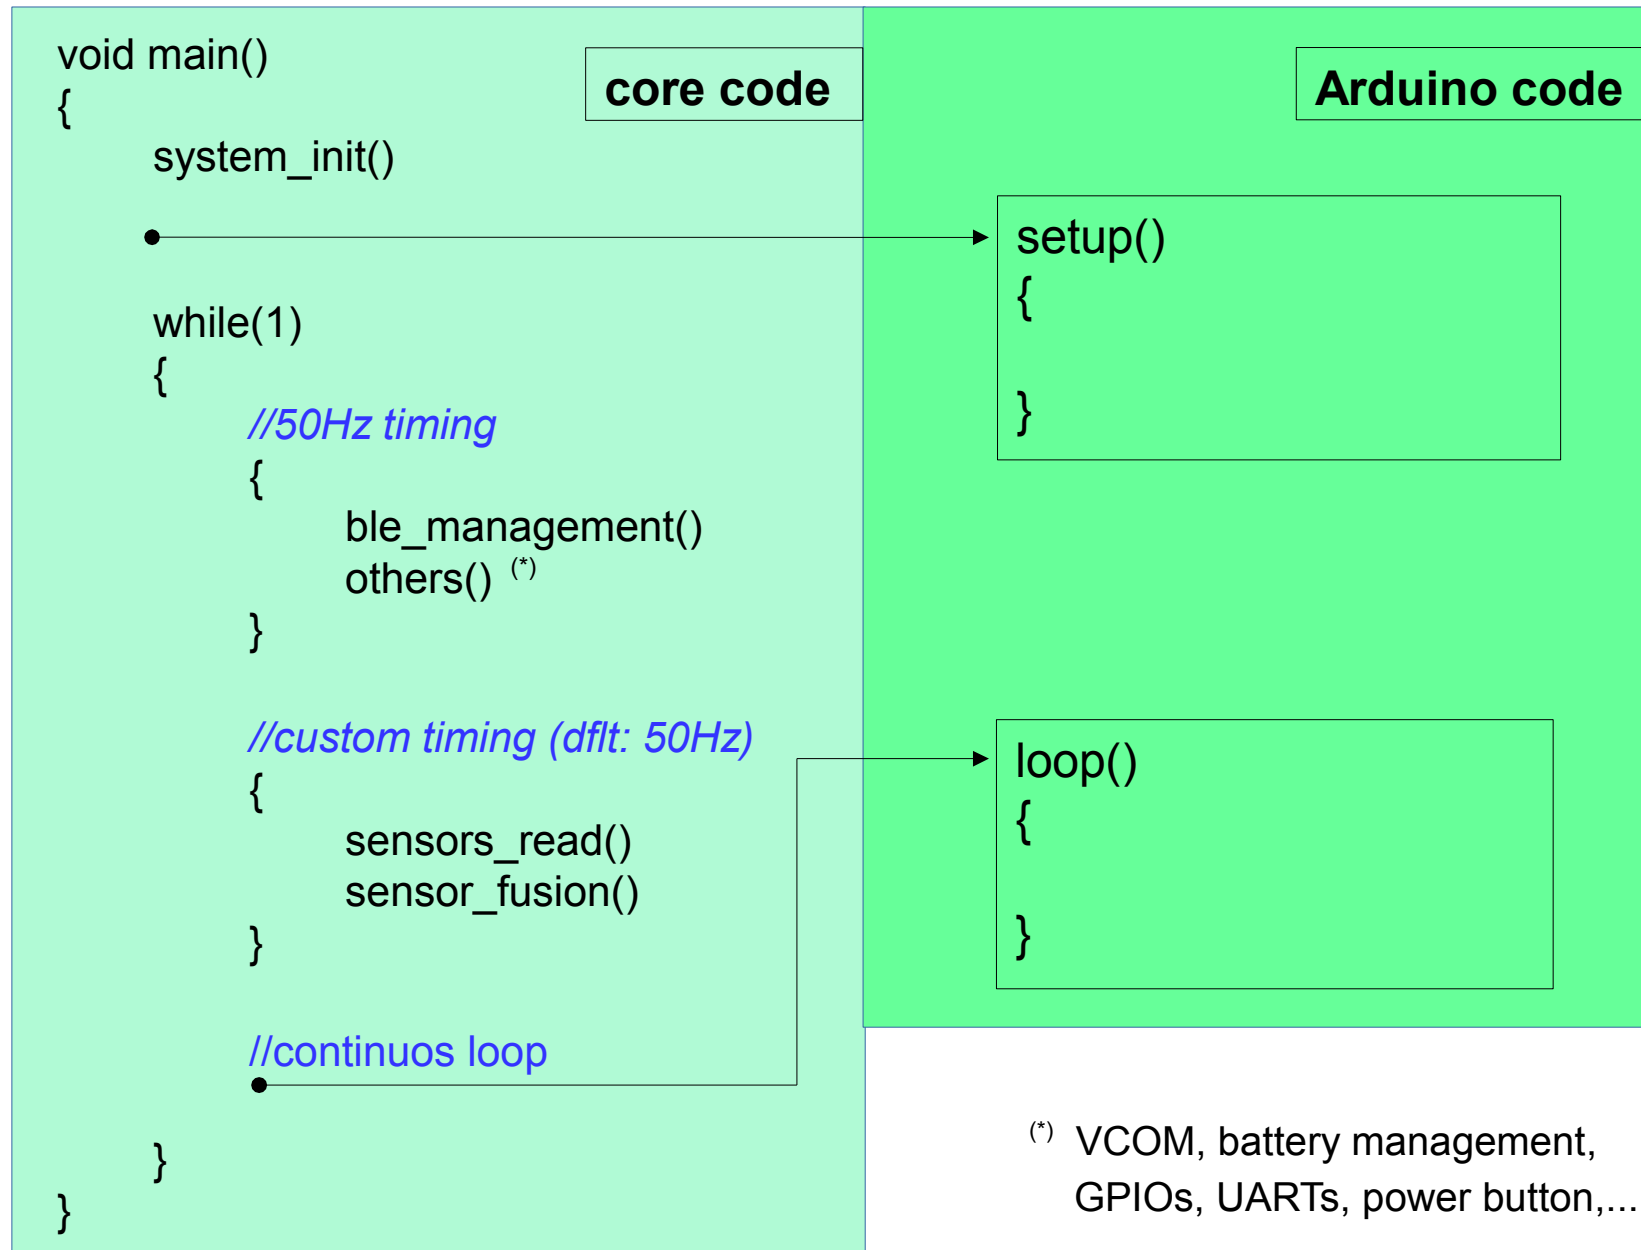 void main()
{
system_init()
while(1)
{
//50Hz timing
{
ble_management()
others() (*)
}
//custom timing (dflt: 50Hz)
{
sensors_read()
sensor_fusion()
}
//continuos loop
}
}
core code
Arduino code
setup()
{
}
loop()
{
}
(*) VCOM, battery management,
GPIOs, UARTs, power button,...